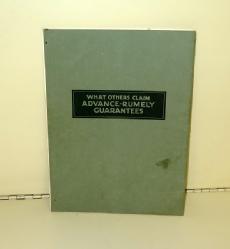 WHAT OTHERS CLAIM
ADVANCE-RUMELY
GUARANTEES